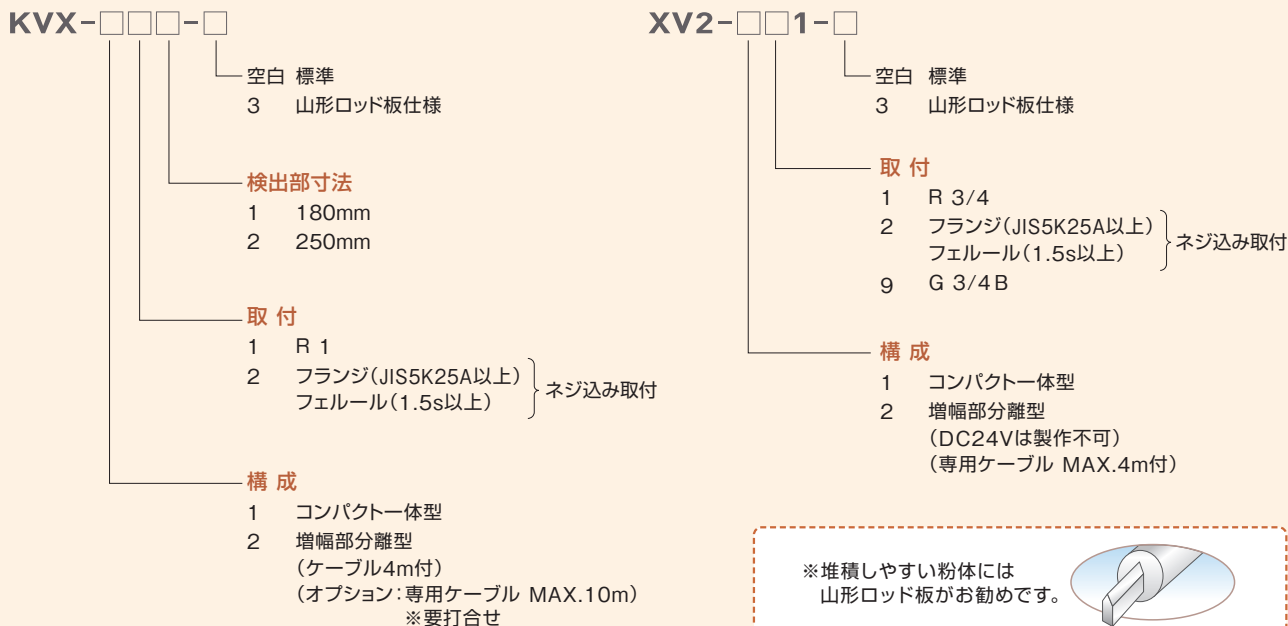 KVX-□□□-□
空白 標準
3 山形ロッド板仕様
検出部寸法
1 180mm
2 250mm
取 付
1 R 1
2 フランジ(JIS5K25A以上)
フェルール(1.5s以上)
ネジ込み取付
構 成
1 コンパクト一体型
2 増幅部分離型
(ケーブル4m付)
(オプション:専用ケーブル MAX.10m)
※要打合せ
XV2-□□1-□
空白 標準
3 山形ロッド板仕様
取 付
1 R 3/4
2 フランジ(JIS5K25A以上)
フェルール(1.5s以上)
ネジ込み取付
9 G 3/4B
構 成
1 コンパクト一体型
2 増幅部分離型
(DC24Vは製作不可)
(専用ケーブル MAX.4m付)
※堆積しやすい粉体には
山形ロッド板がお勧めです。